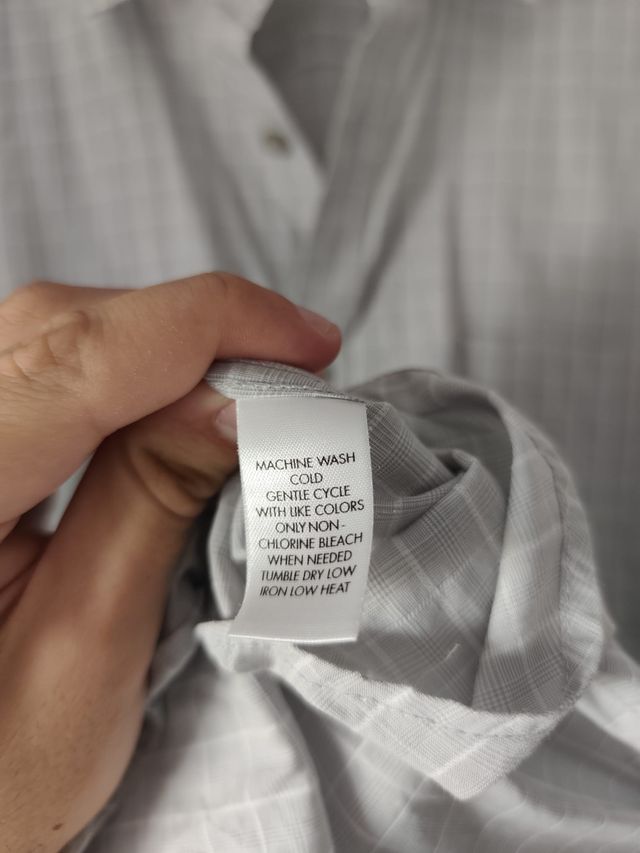 MACHINE WASH
COLD
GENTLE CYCLE
WITH LIKE COLORS
ONLY NON-
CHLORINE BLEACH
WHEN NEEDED
TUMBLE DRY LOW
IRON LOW HEAT